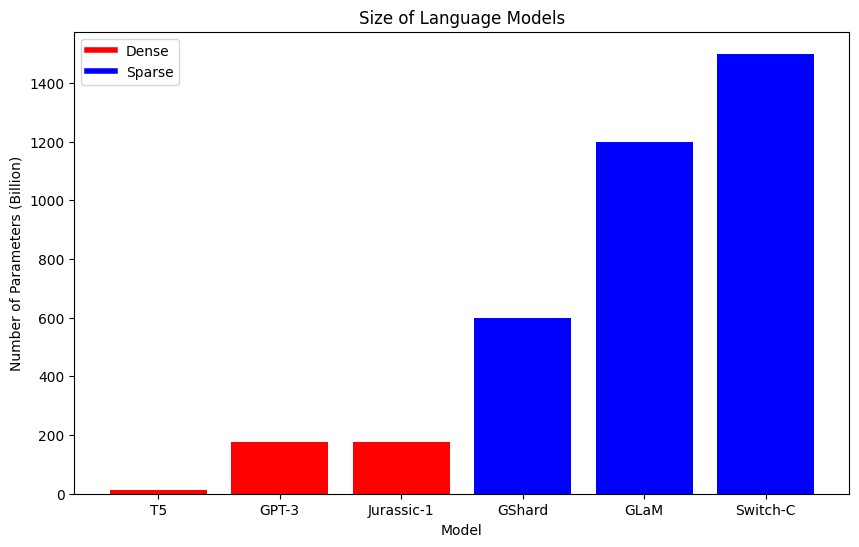 Size of Language Models
Dense
Sparse
Number of Parameters (Billion)
1400
1200
1000
800
600
400
200
0
T5 GPT-3 Jurassic-1 GShard GLaM Switch-C
Model